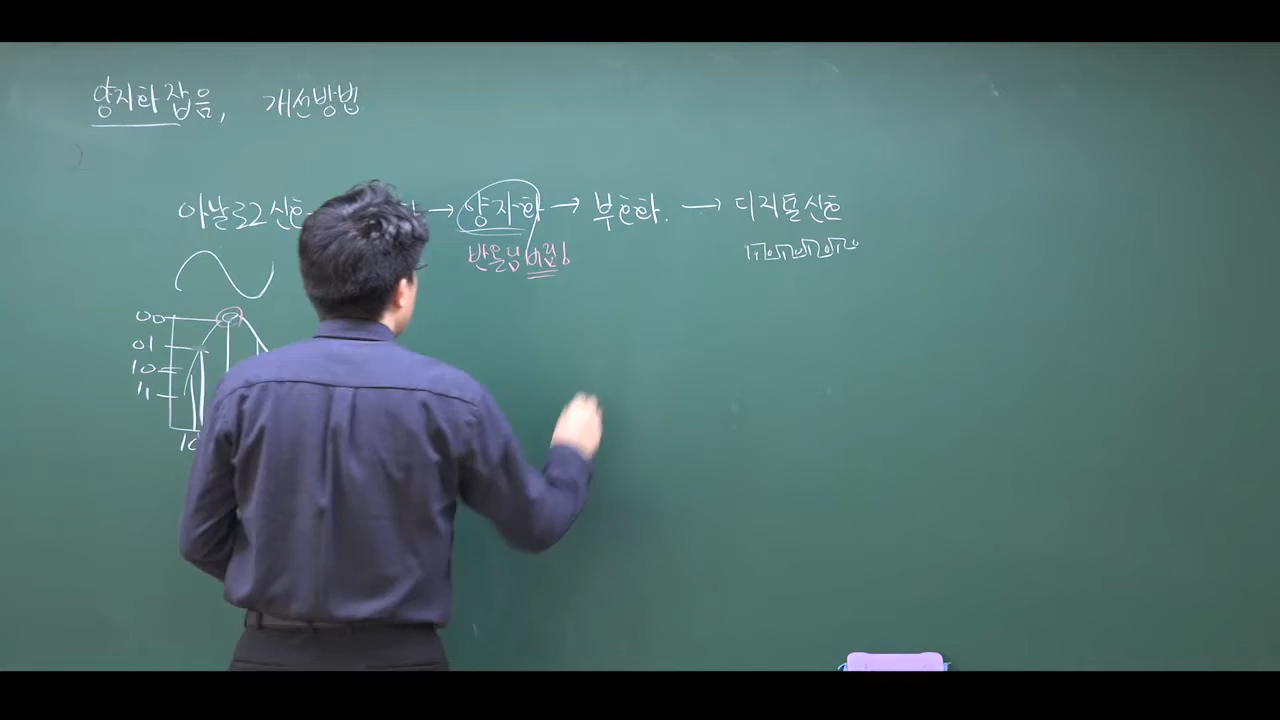 양자화 잡음, 개선방법
아날로그 신호 → 양자화 → 부호화. → 디지털신호
반올림 버림
00
01
10
11